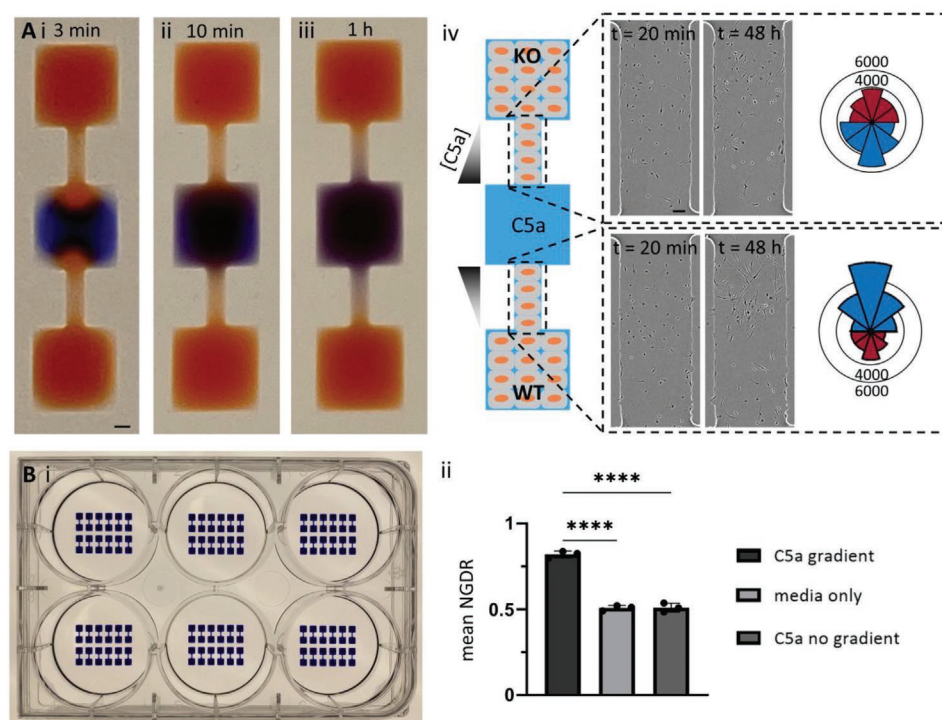 A i 3 min
ii 10 min
iii 1 h
iv
KO
[C5a]
C5a
WT
t = 20 min
t = 48 h
6000
4000
t = 20 min
t = 48 h
4000
6000
B i
ii
****
****
1
0.5
0
mean NGDR
C5a gradient
media only
C5a no gradient